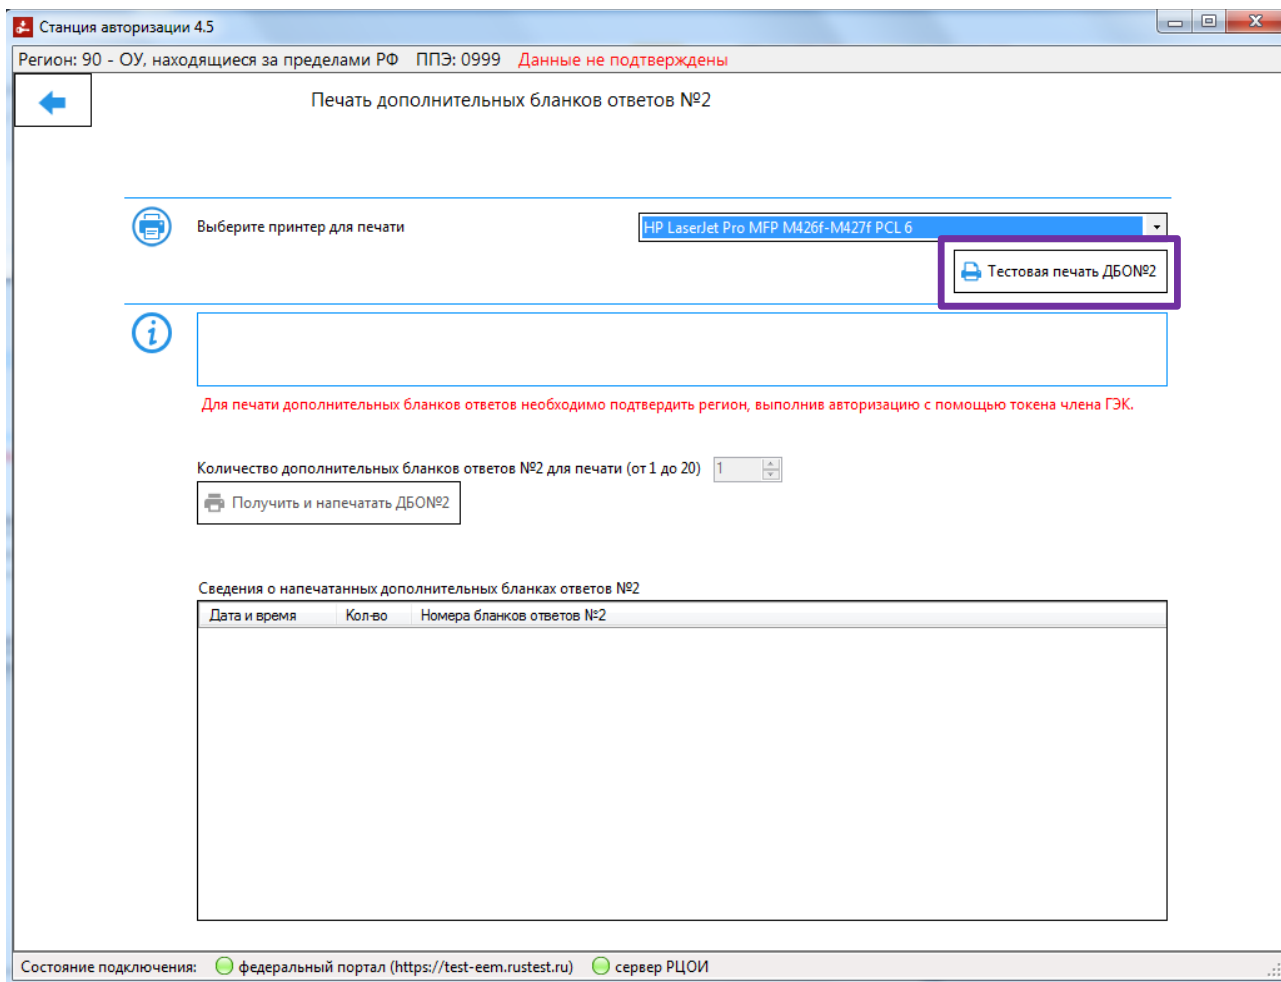 Станция авторизации 4.5
Регион: 90 - ОУ, находящиеся за пределами РФ ППЭ: 0999 Данные не подтверждены
Печать дополнительных бланков ответов №2
Выберите принтер для печати HP LaserJet Pro MFP M426f-M427f PCL 6
Тестовая печать ДБО№2
Для печати дополнительных бланков ответов необходимо подтвердить регион, выполнив авторизацию с помощью токена члена ГЭК.
Количество дополнительных бланков ответов №2 для печати (от 1 до 20) 1
Получить и напечатать ДБО№2
Сведения о напечатанных дополнительных бланках ответов №2
Дата и время Кол-во Номера бланков ответов №2
Состояние подключения: федеральный портал (https://test-eem.rustest.ru) сервер РЦОИ